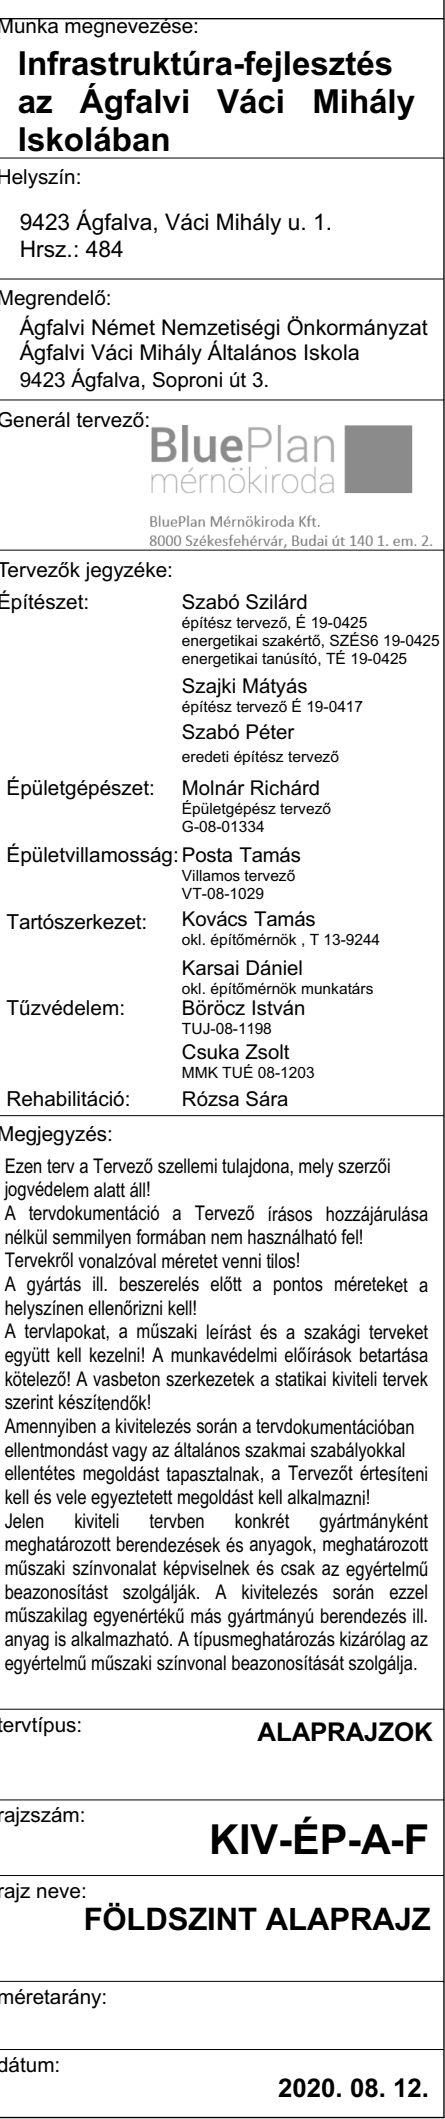 Munka megnevezése:
Infrastruktúra-fejlesztés
az Ágfalvi Váci Mihály
Iskolában
Helyszín:
9423 Ágfalva, Váci Mihály u. 1.
Hrsz.: 484
Megrendelő:
Ágfalvi Német Nemzetiségi Önkormányzat
Ágfalvi Váci Mihály Általános Iskola
9423 Ágfalva, Soproni út 3.
Generál tervező:
BluePlan
mérnökiroda
BluePlan Mérnökiroda Kft.
8000 Székesfehérvár, Budai út 140 1. em. 2.
Tervezők jegyzéke:
Építészet: Szabó Szilárd
építész tervező, É 19-0425
energetikai szakértő, SZÉS6 19-0425
energetikai tanúsító, TÉ 19-0425
Szajki Mátyás
építész tervező É 19-0417
Szabó Péter
eredeti építész tervező
Épületgépészet: Molnár Richárd
Épületgépész tervező
G-08-01334
Épületvillamosság: Posta Tamás
Villamos tervező
VT-08-1029
Tartószerkezet: Kovács Tamás
okl. építőmérnök , T 13-9244
Karsai Dániel
okl. építőmérnök munkatárs
Tűzvédelem: Böröcz István
TUJ-08-1198
Csuka Zsolt
MMK TUÉ 08-1203
Rehabilitáció: Rózsa Sára
Megjegyzés:
Ezen terv a Tervező szellemi tulajdona, mely szerzői
jogvédelem alatt áll!
A tervdokumentáció a Tervező írásos hozzájárulása
nélkül semmilyen formában nem használható fel!
Tervekről vonalzóval méretet venni tilos!
A gyártás ill. beszerelés előtt a pontos méreteket a
helyszínen ellenőrizni kell!
A tervlapokat, a műszaki leírást és a szakági terveket
együtt kell kezelni! A munkavédelmi előírások betartása
kötelező! A vasbeton szerkezetek a statikai kiviteli tervek
szerint készítendők!
Amennyiben a kivitelezés során a tervdokumentációban
ellentmondást vagy az általános szakmai szabályokkal
ellentétes megoldást tapasztalnak, a Tervezőt értesíteni
kell és vele egyeztetett megoldást kell alkalmazni!
Jelen kiviteli tervben konkrét gyártmányként
meghatározott berendezések és anyagok, meghatározott
műszaki színvonalat képviselnek és csak az egyértelmű
beazonosítást szolgálják. A kivitelezés során ezzel
műszakilag egyenértékű más gyártmányú berendezés ill.
anyag is alkalmazható. A típusmeghatározás kizárólag az
egyértelmű műszaki színvonal beazonosítását szolgálja.
tervtípus: ALAPRAJZOK
rajzszám: KIV-ÉP-A-F
rajz neve:
FÖLDSZINT ALAPRAJZ
méretarány:
dátum: 2020. 08. 12.